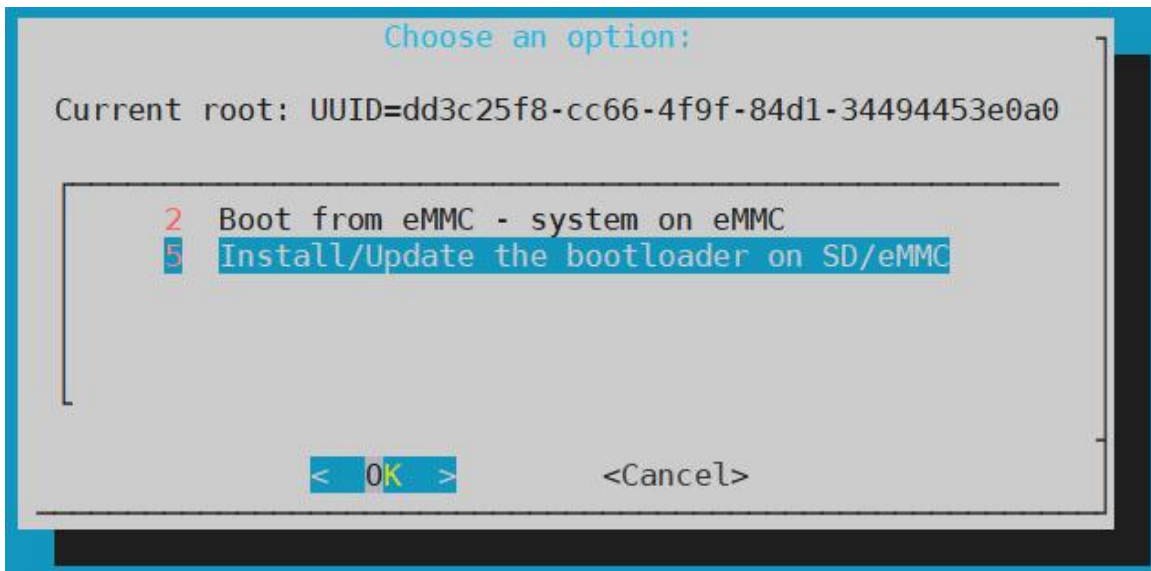 Choose an option:
Current root: UUID=dd3c25f8-cc66-4f9f-84d1-34494453e0a0
2 Boot from eMMC - system on eMMC
5 Install/Update the bootloader on SD/eMMC
< OK > <Cancel>